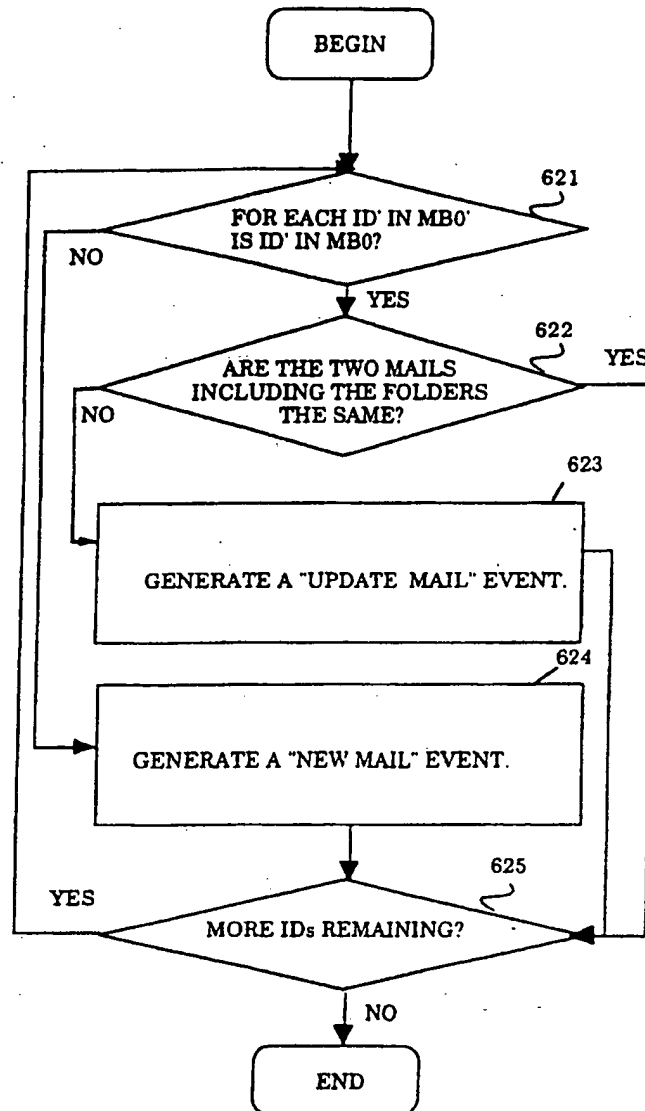 BEGIN
621
FOR EACH ID' IN MB0'
IS ID' IN MB0?
NO
YES
622
YES
ARE THE TWO MAILS
INCLUDING THE FOLDERS
THE SAME?
NO
623
GENERATE A "UPDATE MAIL" EVENT.
624
GENERATE A "NEW MAIL" EVENT.
625
YES
MORE IDs REMAINING?
NO
END